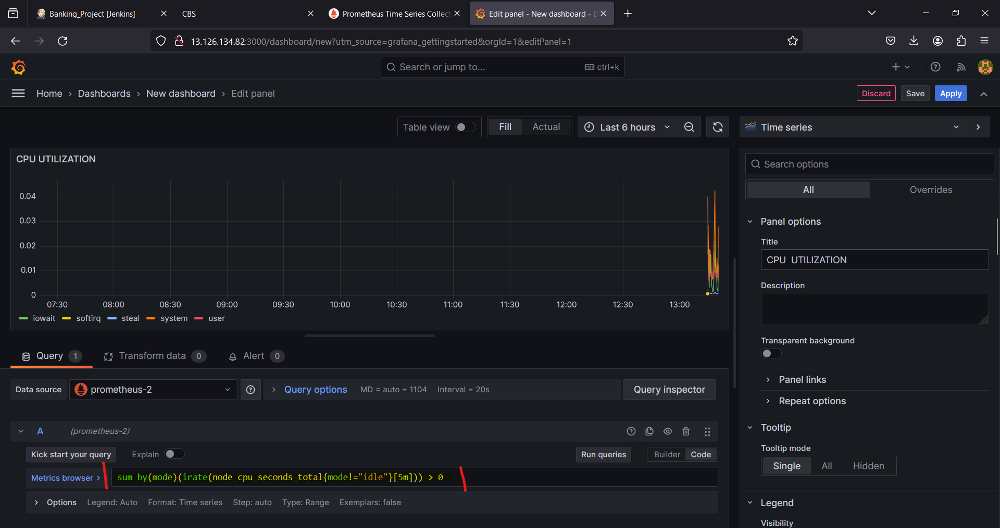 Banking_Project [Jenkins]
CBS
Prometheus Time Series Collect
Edit panel - New dashboard - D
13.126.134.82:3000/dashboard/new?utm_source=grafana_gettingstarted&orgId=1&editPanel=1
Search or jump to...
ctrl+k
Home › Dashboards › New dashboard › Edit panel
Discard
Save
Apply
Table view
Fill
Actual
Last 6 hours
Time series
CPU UTILIZATION
0.04
0.03
0.02
0.01
0
07:30 08:00 08:30 09:00 09:30 10:00 10:30 11:00 11:30 12:00 12:30 13:00
iowait softirq steal system user
Search options
All
Overrides
Panel options
Title
CPU  UTILIZATION
Description
Transparent background
Panel links
Repeat options
Tooltip
Tooltip mode
Single
All
Hidden
Legend
Visibility
Query 1
Transform data 0
Alert 0
Data source
prometheus-2
Query options
MD = auto = 1104
Interval = 20s
Query inspector
A
(prometheus-2)
Kick start your query
Explain
Run queries
Builder
Code
Metrics browser >
sum by(mode)(irate(node_cpu_seconds_total{mode!="idle"}[5m])) > 0
Options
Legend: Auto
Format: Time series
Step: auto
Type: Range
Exemplars: false